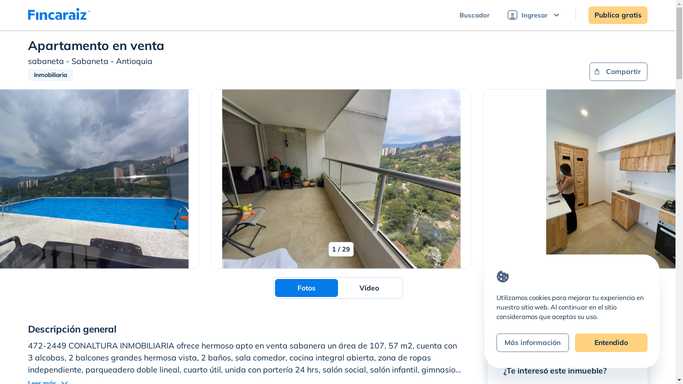 Fincaraiz
Buscador
Ingresar
Publica gratis
Apartamento en venta
sabaneta - Sabaneta - Antioquia
Inmobiliaria
Compartir
1 / 29
Fotos
Video
Descripción general
472-2449 CONALTURA INMOBILIARIA ofrece hermoso apto en venta sabanera un área de 107, 57 m2, cuenta con
3 alcobas, 2 balcones grandes hermosa vista, 2 baños, sala comedor, cocina integral abierta, zona de ropas
independiente, parqueadero doble lineal, cuarto útil, unida con portería 24 hrs, salón social, salón infantil, gimnasio...
Leer más
Utilizamos cookies para mejorar tu experiencia en
nuestro sitio web. Al continuar en el sitio
consideramos que aceptas su uso.
Más información
Entendido
¿Te interesó este inmueble?